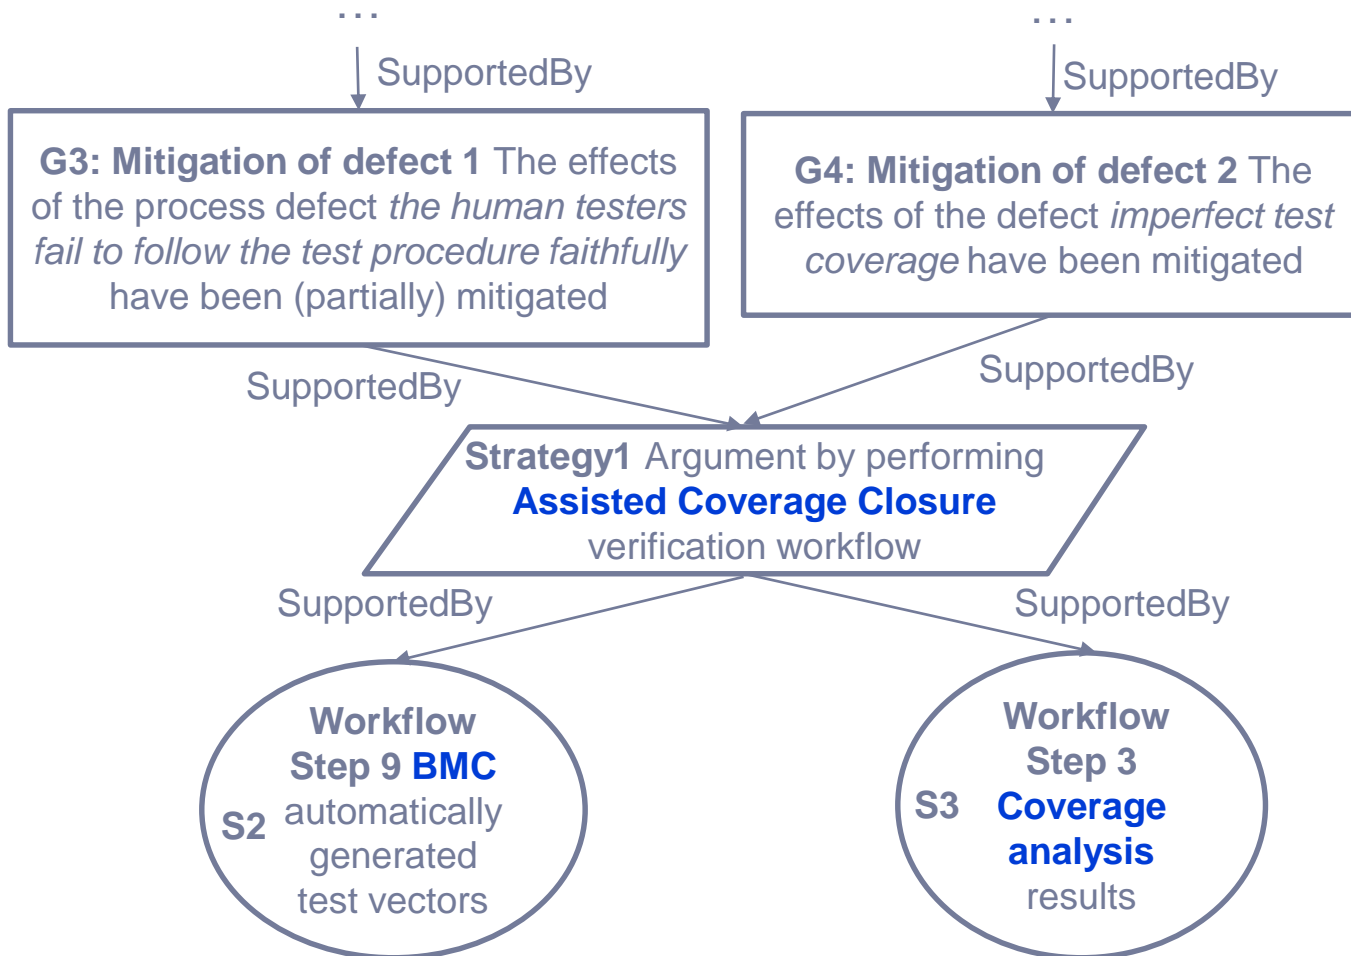 ...
...
SupportedBy
SupportedBy
G3: Mitigation of defect 1 The effects
of the process defect the human testers
fail to follow the test procedure faithfully
have been (partially) mitigated
G4: Mitigation of defect 2 The
effects of the defect imperfect test
coverage have been mitigated
SupportedBy
SupportedBy
Strategy1 Argument by performing
Assisted Coverage Closure
verification workflow
SupportedBy
SupportedBy
Workflow
Step 9 BMC
S2 automatically
generated
test vectors
Workflow
Step 3
S3 Coverage
analysis
results